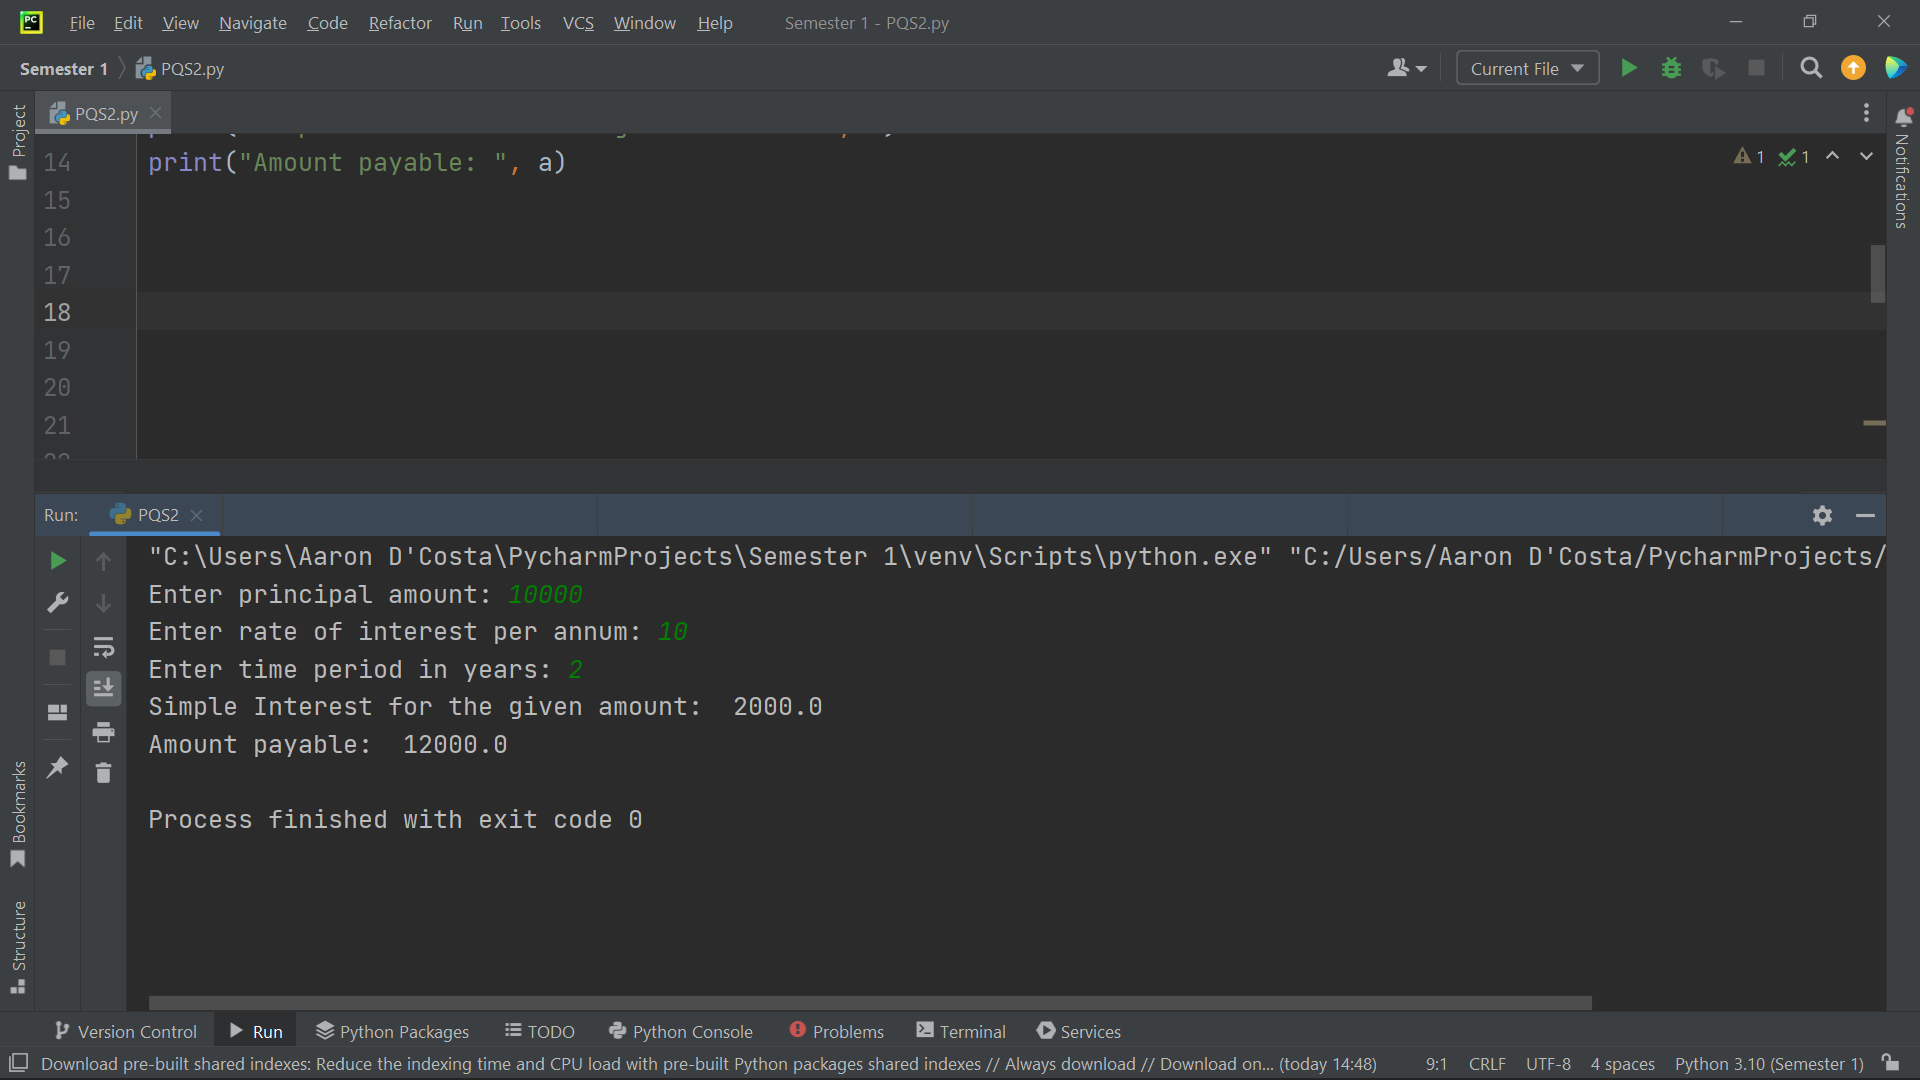 File Edit View Navigate Code Refactor Run Tools VCS Window Help Semester 1 - PQS2.py
Semester 1 PQS2.py Current File
Project
PQS2.py
14 print("Amount payable: ", a)
1 1
15
16
17
18
19
20
21
Notifications
Run: PQS2
"C:\Users\Aaron D'Costa\PycharmProjects\Semester 1\venv\Scripts\python.exe" "C:/Users/Aaron D'Costa/PycharmProjects/
Enter principal amount: 10000
Enter rate of interest per annum: 10
Enter time period in years: 2
Simple Interest for the given amount:  2000.0
Amount payable:  12000.0
Process finished with exit code 0
Bookmarks
Structure
Version Control Run Python Packages TODO Python Console Problems Terminal Services
Download pre-built shared indexes: Reduce the indexing time and CPU load with pre-built Python packages shared indexes // Always download // Download on... (today 14:48) 9:1 CRLF UTF-8 4 spaces Python 3.10 (Semester 1)